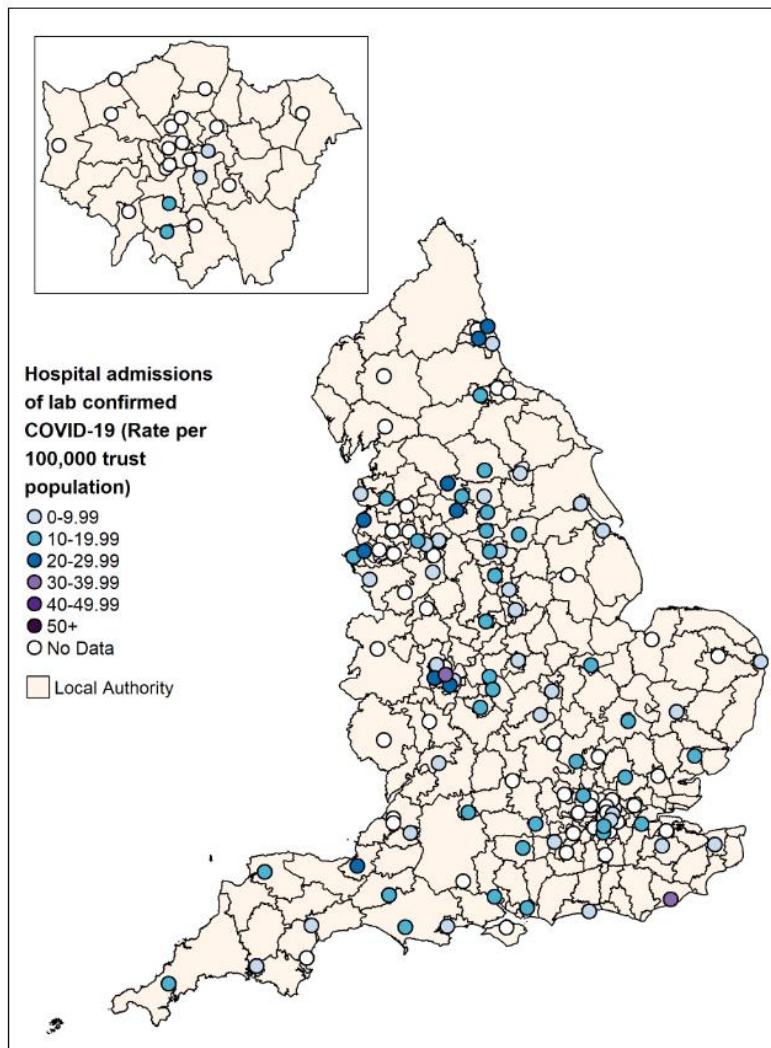 Hospital admissions
of lab confirmed
COVID-19 (Rate per
100,000 trust
population)
0-9.99
10-19.99
20-29.99
30-39.99
40-49.99
50+
No Data
Local Authority